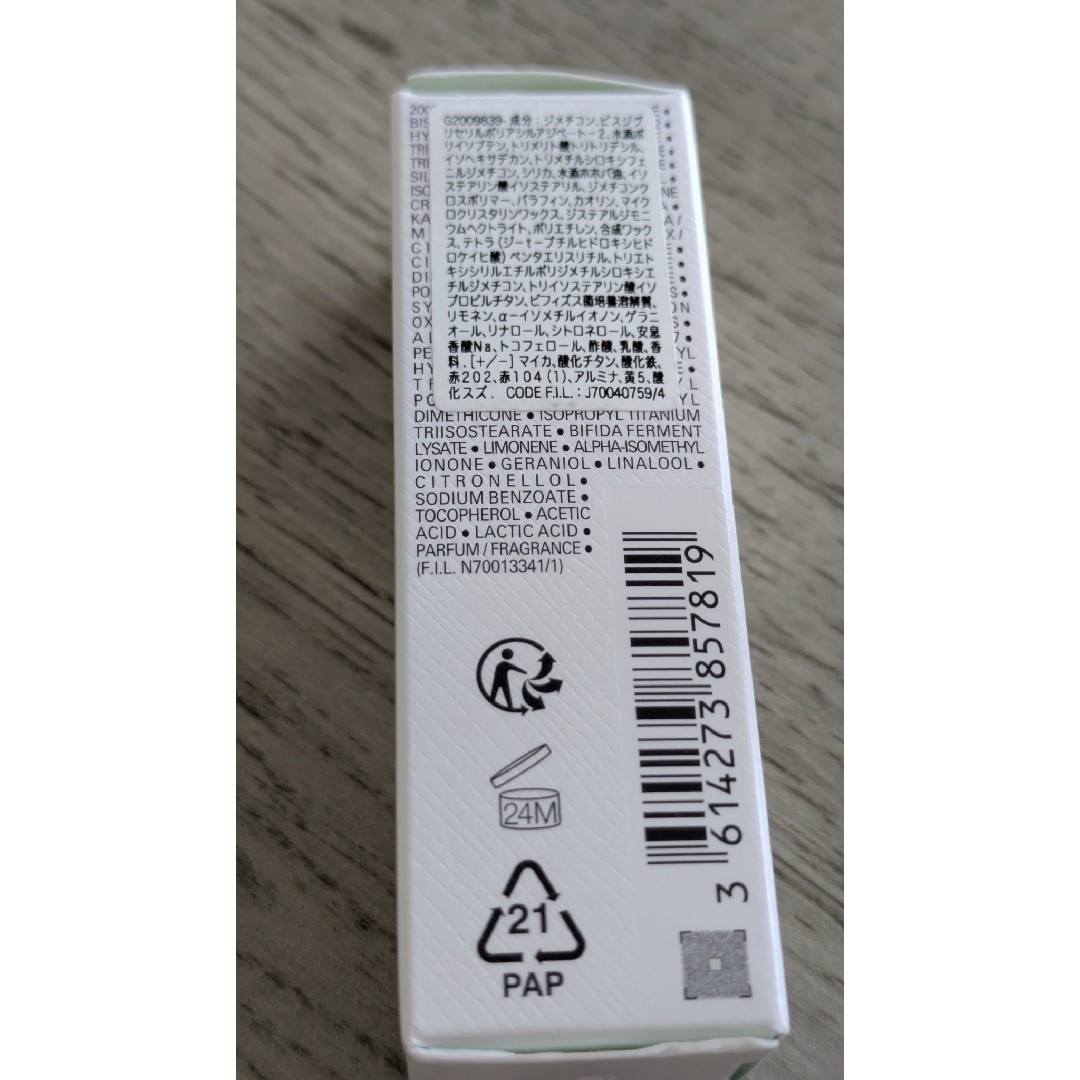 G2009839- 成分：ジメチコン、ビスジグ
リセリルポリアシルアジペート－2、水添ポ
リイソブテン、トリメリト酸トリトリデシル、
イソヘキサデカン、トリメチルシロキシフェ
ニルジメチコン、シリカ、水添ホホバ油、イソ
ステアリン酸イソステアリル、ジメチコンク
ロスポリマー、パラフィン、カオリン、マイク
ロクリスタリンワックス、ジステアルジモニ
ウムヘクトライト、ポリエチレン、合成ワック
ス、テトラ（ジーｔーブチルヒドロキシヒド
ロケイヒ酸）ペンタエリスリチル、トリエト
キシシリルエチルポリジメチルシロキシエ
チルジメチコン、トリイソステアリン酸イソ
プロピルチタン、ビフィズス菌培養溶解質、
リモネン、α－イソメチルイオノン、ゲラニ
オール、リナロール、シトロネロール、安息
香酸Na、トコフェロール、酢酸、乳酸、香
料．[＋／－] マイカ、酸化チタン、酸化鉄、
赤202、赤104（1）、アルミナ、黄5、酸
化スズ． CODE F.I.L.：J70040759/4
DIMETHICONE • ISOPROPYL TITANIUM
TRIISOSTEARATE • BIFIDA FERMENT
LYSATE • LIMONENE • ALPHA-ISOMETHYL
IONONE • GERANIOL • LINALOOL •
CITRONELLOL •
SODIUM BENZOATE •
TOCOPHEROL • ACETIC
ACID • LACTIC ACID •
PARFUM / FRAGRANCE •
(F.I.L. N70013341/1)
3 614273 857819
24M
21
PAP